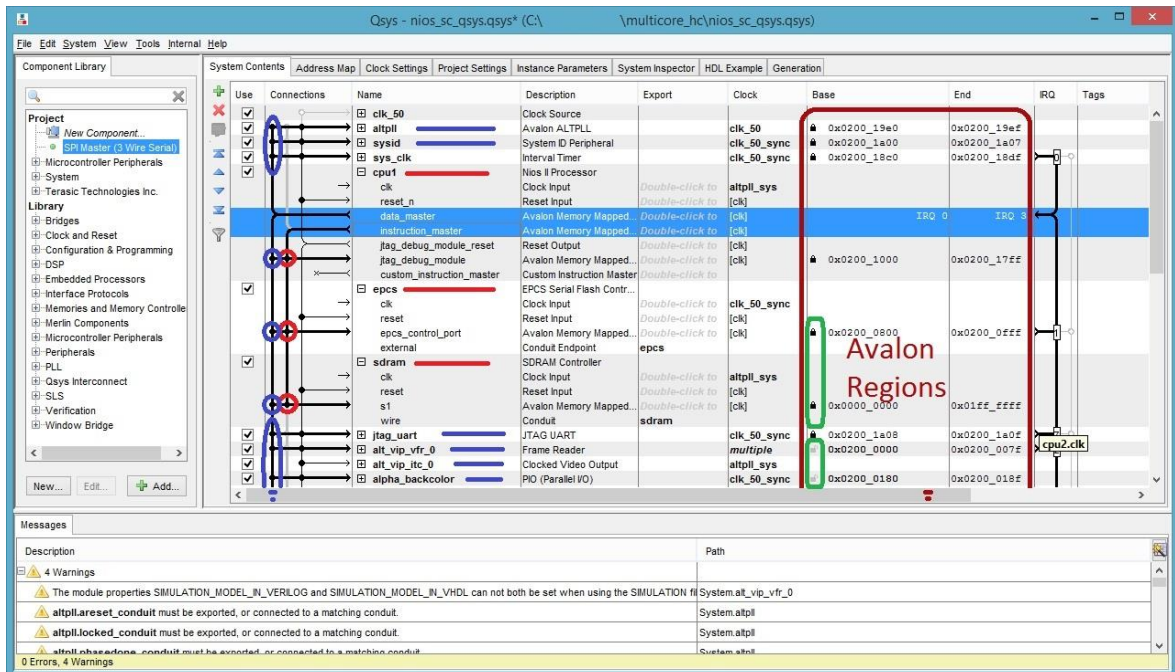 Qsys - nios_sc_qsys.qsys* (C:\ \multicore_hc\nios_sc_qsys.qsys)
File Edit System View Tools Internal Help
Component Library
Project
New Component...
SPI Master (3 Wire Serial)
Microcontroller Peripherals
System
Terasic Technologies Inc.
Library
Bridges
Clock and Reset
Configuration & Programming
DSP
Embedded Processors
Interface Protocols
Memories and Memory Controlle
Merlin Components
Microcontroller Peripherals
Peripherals
PLL
Qsys Interconnect
SLS
Verification
Window Bridge
New... Edit... Add...
System Contents Address Map Clock Settings Project Settings Instance Parameters System Inspector HDL Example Generation
Use Connections Name Description Export Clock Base End IRQ Tags
clk_50 Clock Source
altpll Avalon ALTPLL clk_50 0x0200_19e0 0x0200_19ef
sysid System ID Peripheral clk_50_sync 0x0200_1a00 0x0200_1a07
sys_clk Interval Timer clk_50_sync 0x0200_18c0 0x0200_18df 0
cpu1 Nios II Processor
clk Clock Input Double-click to altpll_sys
reset_n Reset Input Double-click to [clk]
data_master Avalon Memory Mapped... Double-click to [clk] IRQ 0 IRQ 3
instruction_master Avalon Memory Mapped... Double-click to [clk]
jtag_debug_module_reset Reset Output Double-click to [clk]
jtag_debug_module Avalon Memory Mapped... Double-click to [clk] 0x0200_1000 0x0200_17ff
custom_instruction_master Custom Instruction Master Double-click to
epcs EPCS Serial Flash Contr...
clk Clock Input Double-click to clk_50_sync
reset Reset Input Double-click to [clk]
epcs_control_port Avalon Memory Mapped... Double-click to [clk] 0x0200_0800 0x0200_0fff 1
external Conduit Endpoint epcs
sdram SDRAM Controller
clk Clock Input Double-click to altpll_sys
reset Reset Input Double-click to [clk]
s1 Avalon Memory Mapped... Double-click to [clk] 0x0000_0000 0x01ff_ffff
wire Conduit sdram
jtag_uart JTAG UART clk_50_sync 0x0200_1a08 0x0200_1a0f
alt_vip_vfr_0 Frame Reader multiple 0x0200_0000 0x0200_007f
alt_vip_itc_0 Clocked Video Output altpll_sys
alpha_backcolor PIO (Parallel I/O) clk_50_sync 0x0200_0180 0x0200_018f
Avalon
Regions
cpu2.clk
Messages
Description Path
4 Warnings
The module properties SIMULATION_MODEL_IN_VERILOG and SIMULATION_MODEL_IN_VHDL can not both be set when using the SIMULATION fil System.alt_vip_vfr_0
altpll.areset_conduit must be exported, or connected to a matching conduit. System.altpll
altpll.locked_conduit must be exported, or connected to a matching conduit. System.altpll
altpll.phasedone_conduit must be exported, or connected to a matching conduit. System.altpll
0 Errors, 4 Warnings